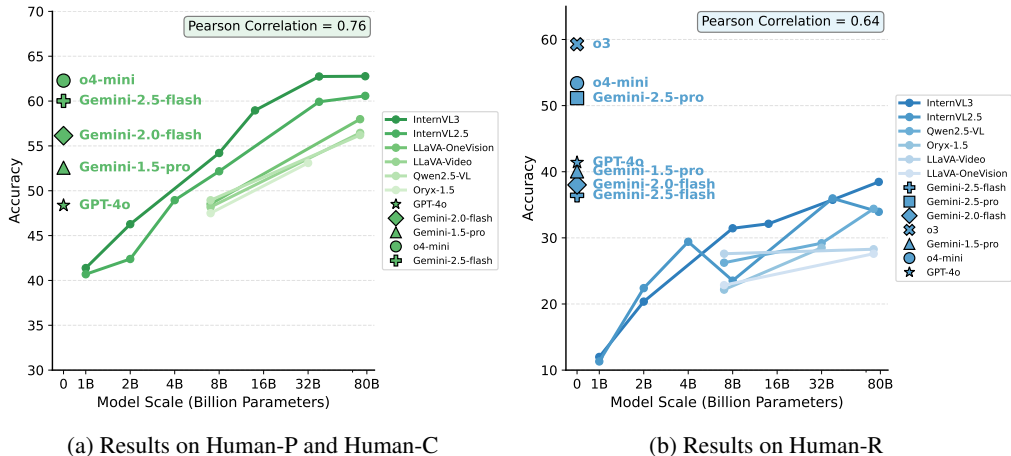 Pearson Correlation = 0.76
70
65
60
55
50
45
40
35
30
Accuracy
o4-mini
Gemini-2.5-flash
Gemini-2.0-flash
Gemini-1.5-pro
GPT-4o
0 1B 2B 4B 8B 16B 32B 80B
Model Scale (Billion Parameters)
InternVL3
InternVL2.5
LLaVA-OneVision
LLaVA-Video
Qwen2.5-VL
Oryx-1.5
GPT-4o
Gemini-2.0-flash
Gemini-1.5-pro
o4-mini
Gemini-2.5-flash
(a) Results on Human-P and Human-C
Pearson Correlation = 0.64
60
50
40
30
20
10
Accuracy
o3
o4-mini
Gemini-2.5-pro
GPT-4o
Gemini-1.5-pro
Gemini-2.0-flash
Gemini-2.5-flash
0 1B 2B 4B 8B 16B 32B 80B
Model Scale (Billion Parameters)
InternVL3
InternVL2.5
Qwen2.5-VL
Oryx-1.5
LLaVA-Video
LLaVA-OneVision
Gemini-2.5-flash
Gemini-2.5-pro
Gemini-2.0-flash
o3
Gemini-1.5-pro
o4-mini
GPT-4o
(b) Results on Human-R